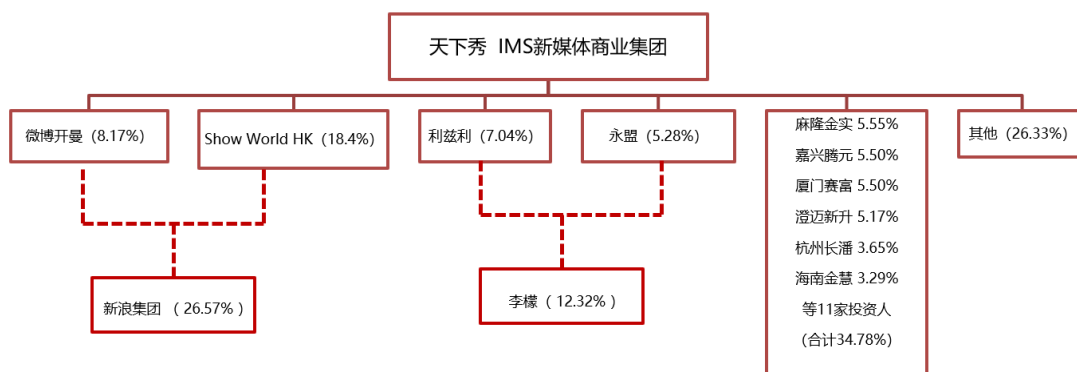 天下秀 IMS新媒体商业集团
微博开曼（8.17%）
Show World HK（18.4%）
利兹利（7.04%）
永盟（5.28%）
麻隆金实 5.55%
嘉兴腾元 5.50%
厦门赛富 5.50%
澄迈新升 5.17%
杭州长潘 3.65%
海南金慧 3.29%
等11家投资人
（合计34.78%）
其他（26.33%）
新浪集团 （ 26.57% ）
李檬（ 12.32% ）